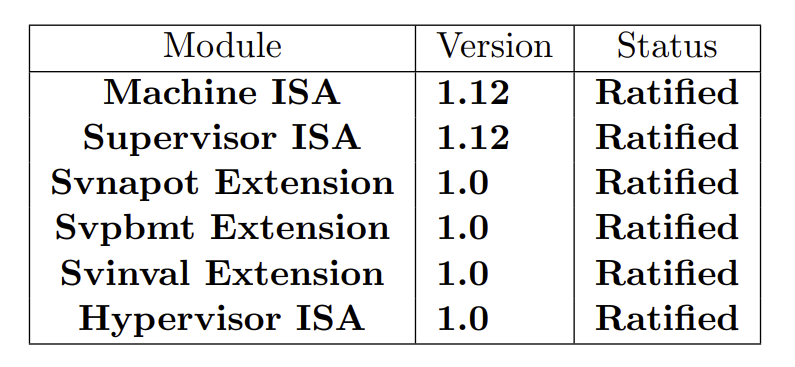 Module Version Status
Machine ISA 1.12 Ratified
Supervisor ISA 1.12 Ratified
Svnapot Extension 1.0 Ratified
Svpbmt Extension 1.0 Ratified
Svinval Extension 1.0 Ratified
Hypervisor ISA 1.0 Ratified